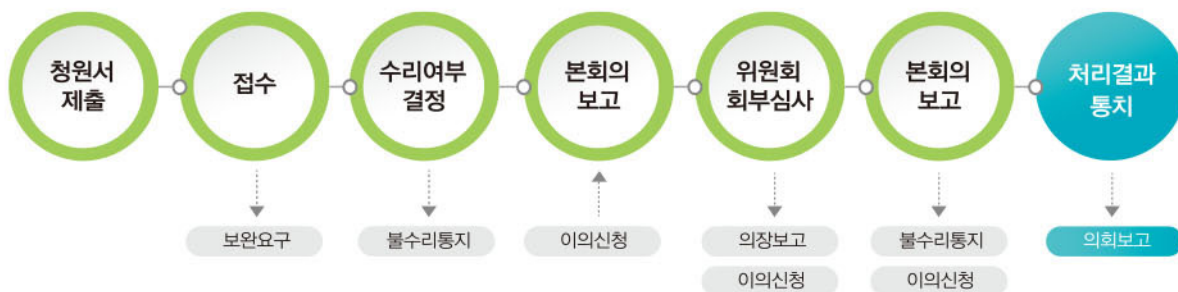 청원서
제출
접수
수리여부
결정
본회의
보고
위원회
회부심사
본회의
보고
처리결과
통치
보완요구
불수리통지
이의신청
의장보고
불수리통지
의회보고
이의신청
이의신청